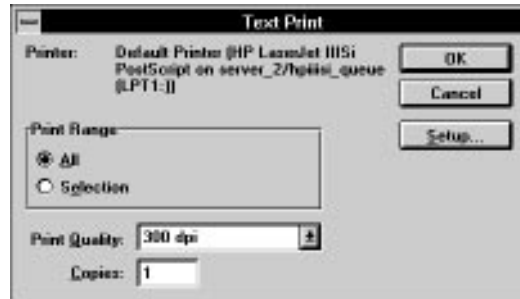 Text Print
Printer: Default Printer (HP LaserJet IIISi
PostScript on server_2/hpiiisi_queue
(LPT1:))
OK
Cancel
Setup...
Print Range
All
Selection
Print Quality: 300 dpi
Copies: 1